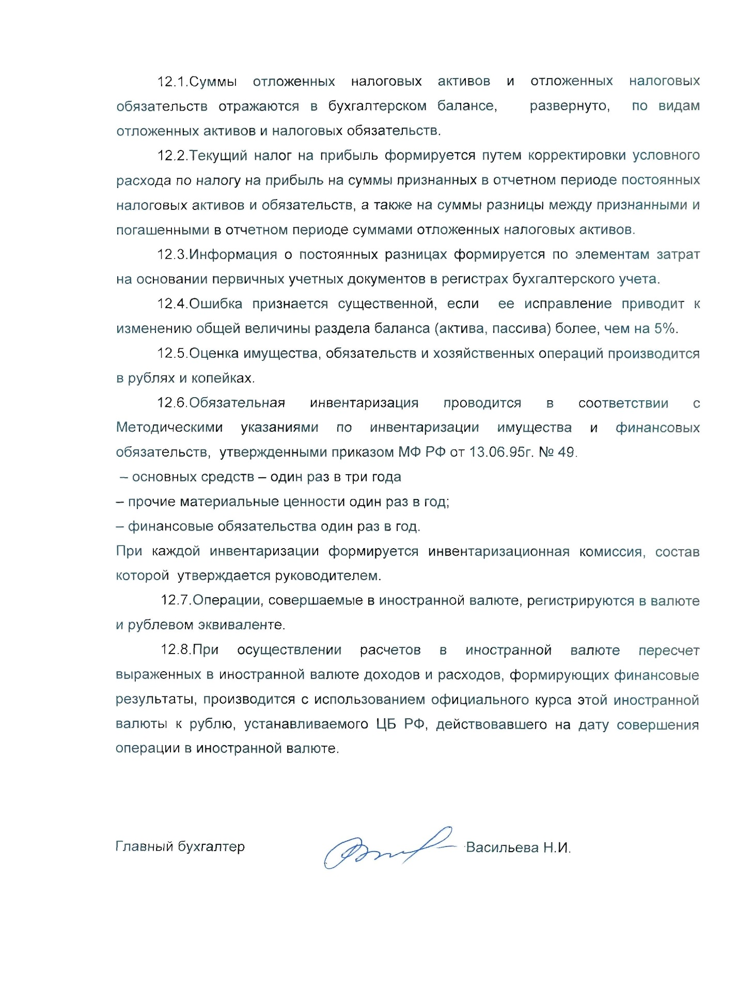 12.1.Суммы отложенных налоговых активов и отложенных налоговых
обязательств отражаются в бухгалтерском балансе, развернуто, по видам
отложенных активов и налоговых обязательств.
12.2.Текущий налог на прибыль формируется путем корректировки условного
расхода по налогу на прибыль на суммы признанных в отчетном периоде постоянных
налоговых активов и обязательств, а также на суммы разницы между признанными и
погашенными в отчетном периоде суммами отложенных налоговых активов.
12.3.Информация о постоянных разницах формируется по элементам затрат
на основании первичных учетных документов в регистрах бухгалтерского учета.
12.4.Ошибка признается существенной, если ее исправление приводит к
изменению общей величины раздела баланса (актива, пассива) более, чем на 5%.
12.5.Оценка имущества, обязательств и хозяйственных операций производится
в рублях и копейках.
12.6.Обязательная инвентаризация проводится в соответствии с
Методическими указаниями по инвентаризации имущества и финансовых
обязательств, утвержденными приказом МФ РФ от 13.06.95г. № 49.
– основных средств – один раз в три года
– прочие материальные ценности один раз в год;
– финансовые обязательства один раз в год.
При каждой инвентаризации формируется инвентаризационная комиссия, состав
которой утверждается руководителем.
12.7.Операции, совершаемые в иностранной валюте, регистрируются в валюте
и рублевом эквиваленте.
12.8.При осуществлении расчетов в иностранной валюте пересчет
выраженных в иностранной валюте доходов и расходов, формирующих финансовые
результаты, производится с использованием официального курса этой иностранной
валюты к рублю, устанавливаемого ЦБ РФ, действовавшего на дату совершения
операции в иностранной валюте.
Главный бухгалтер Васильева Н.И.